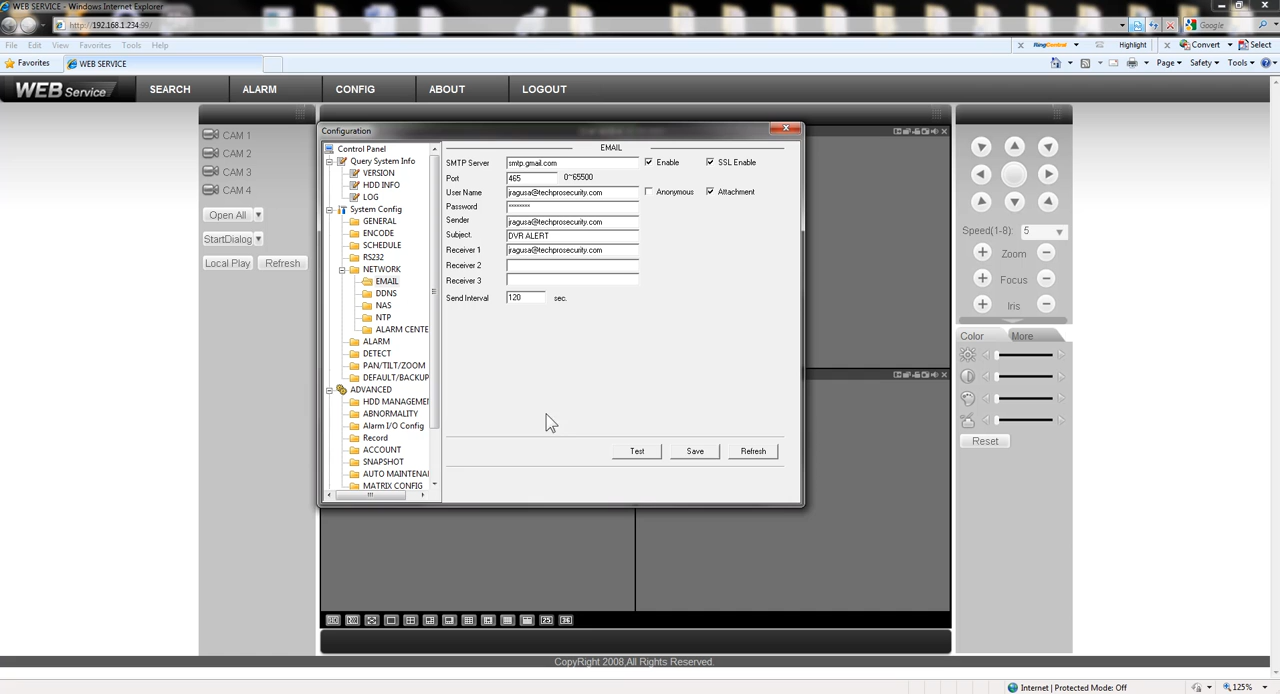 WEB SERVICE - Windows Internet Explorer
http://192.168.1.234:99/
Google
File Edit View Favorites Tools Help
RingCentral Highlight Convert Select
Favorites WEB SERVICE
Page Safety Tools
WEB Service SEARCH ALARM CONFIG ABOUT LOGOUT
CAM 1
CAM 2
CAM 3
CAM 4
Open All
StartDialog
Local Play Refresh
Configuration
Control Panel
Query System Info
VERSION
HDD INFO
LOG
System Config
GENERAL
ENCODE
SCHEDULE
RS232
NETWORK
EMAIL
DDNS
NAS
NTP
ALARM CENTE
ALARM
DETECT
PAN/TILT/ZOOM
DEFAULT/BACKUP
ADVANCED
HDD MANAGEMEN
ABNORMALITY
Alarm I/O Config
Record
ACCOUNT
SNAPSHOT
AUTO MAINTENA
MATRIX CONFIG
EMAIL
SMTP Server smtp.gmail.com Enable SSL Enable
Port 465 0~65500
User Name jragusa@techprosecurity.com Anonymous Attachment
Password ********
Sender jragusa@techprosecurity.com
Subject. DVR ALERT
Receiver 1 jragusa@techprosecurity.com
Receiver 2
Receiver 3
Send Interval 120 sec.
Test Save Refresh
Speed(1-8): 5
Zoom
Focus
Iris
Color More
Reset
25 36
CopyRight 2008,All Rights Reserved.
Internet | Protected Mode: Off 125%